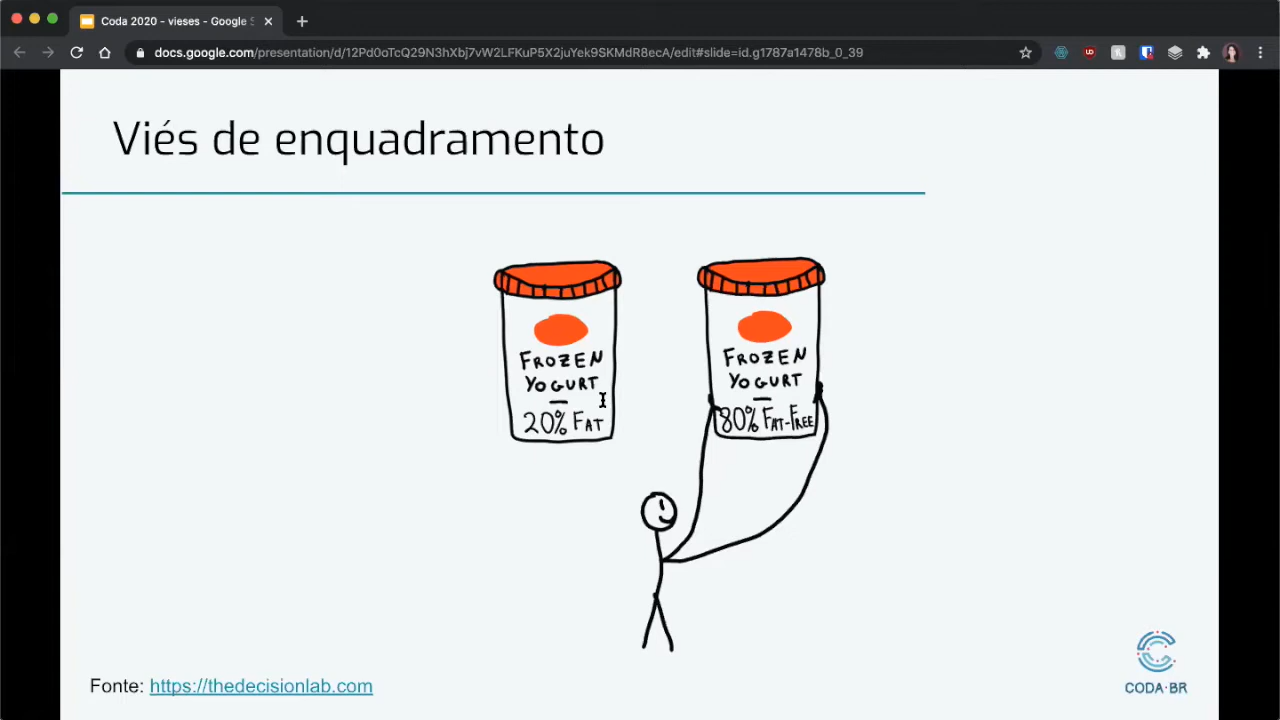 Coda 2020 - vieses - Google S
docs.google.com/presentation/d/12Pd0oTcQ29N3hXbj7vW2LFKuP5X2juYek9SKMdR8ecA/edit#slide=id.g1787a1478b_0_39
Viés de enquadramento
FROZEN
YOGURT
20% FAT
FROZEN
YOGURT
80% FAT-FREE
Fonte: https://thedecisionlab.com
CODA·BR